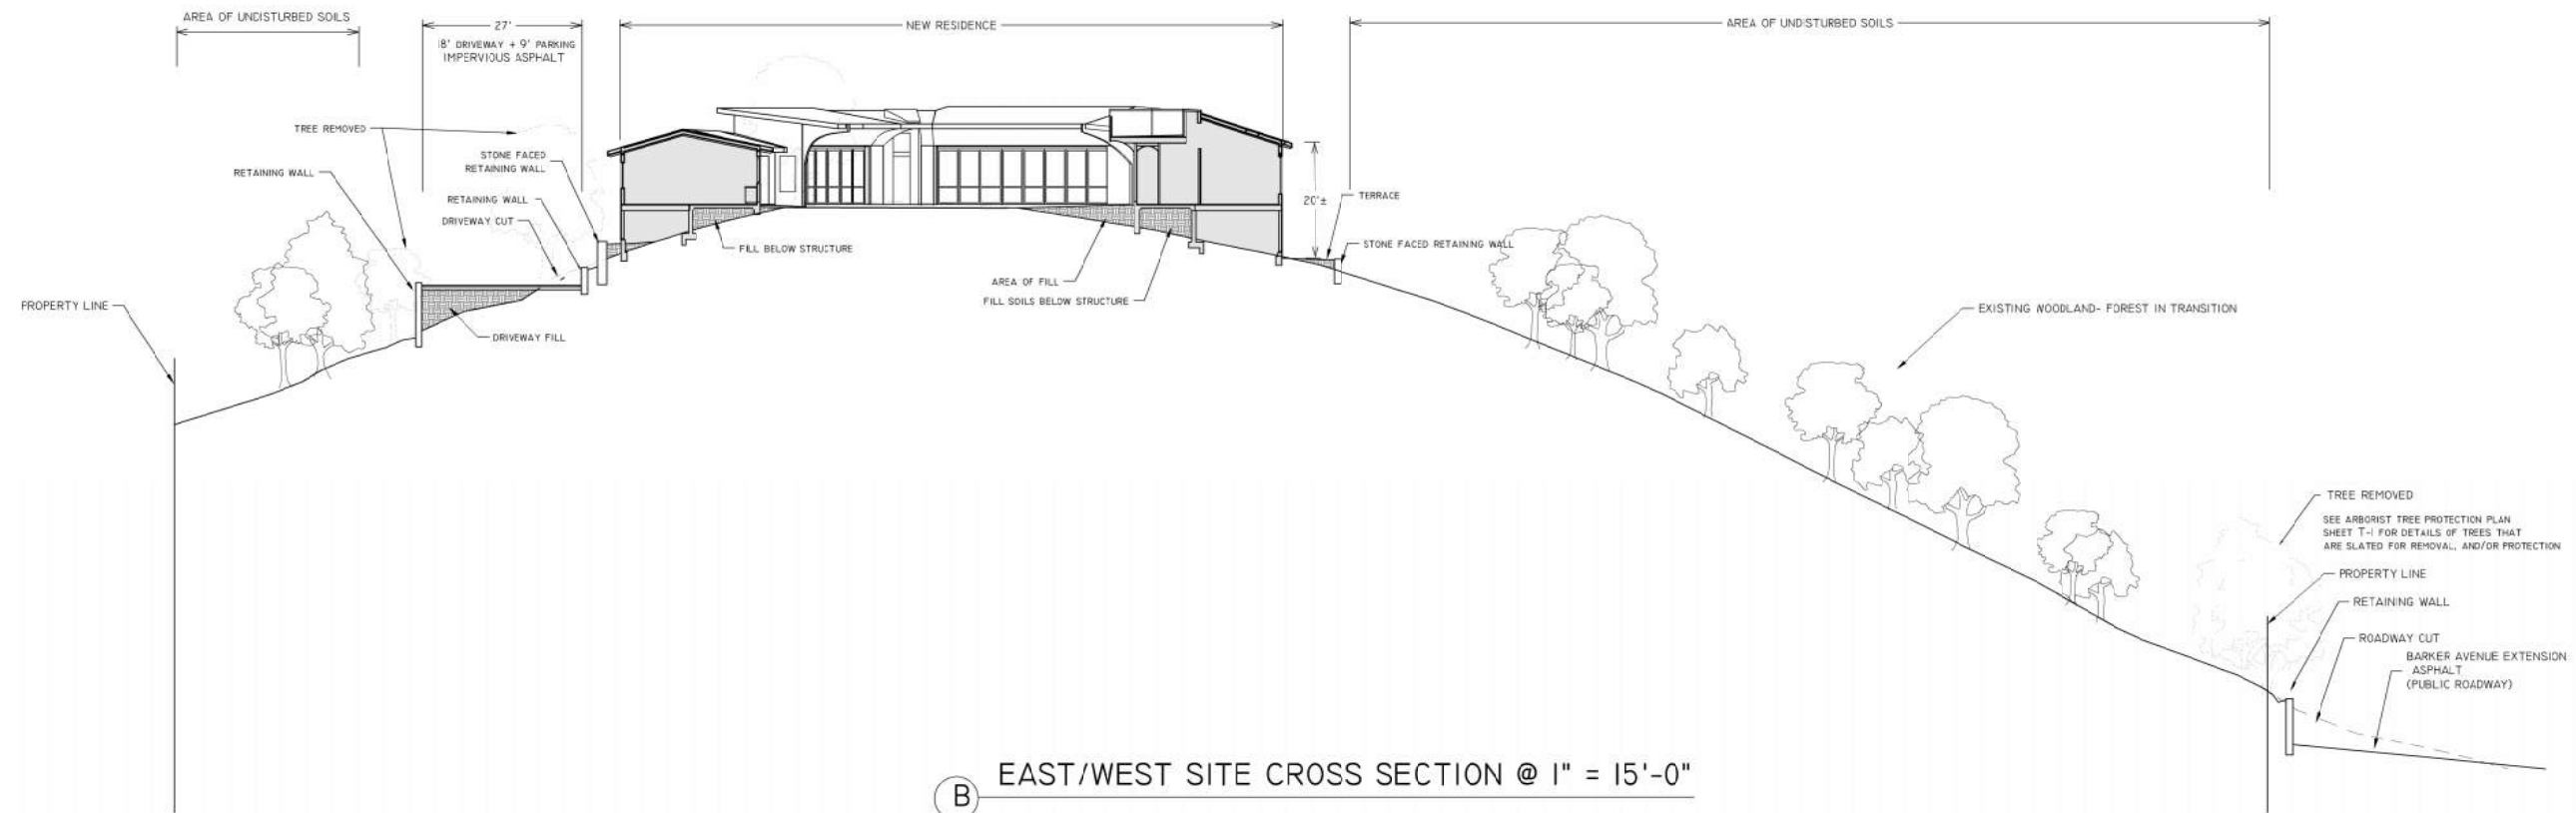 AREA OF UNDISTURBED SOILS
27'
18' DRIVEWAY + 9' PARKING
IMPERVIOUS ASPHALT
NEW RESIDENCE
AREA OF UNDISTURBED SOILS
TREE REMOVED
STONE FACED
RETAINING WALL
RETAINING WALL
RETAINING WALL
DRIVEWAY CUT
FILL BELOW STRUCTURE
20'±
TERRACE
STONE FACED RETAINING WALL
AREA OF FILL
FILL SOILS BELOW STRUCTURE
PROPERTY LINE
DRIVEWAY FILL
EXISTING WOODLAND- FOREST IN TRANSITION
TREE REMOVED
SEE ARBORIST TREE PROTECTION PLAN
SHEET T-1 FOR DETAILS OF TREES THAT
ARE SLATED FOR REMOVAL, AND/OR PROTECTION
PROPERTY LINE
RETAINING WALL
ROADWAY CUT
BARKER AVENUE EXTENSION
ASPHALT
(PUBLIC ROADWAY)
B
EAST/WEST SITE CROSS SECTION @ 1" = 15'-0"